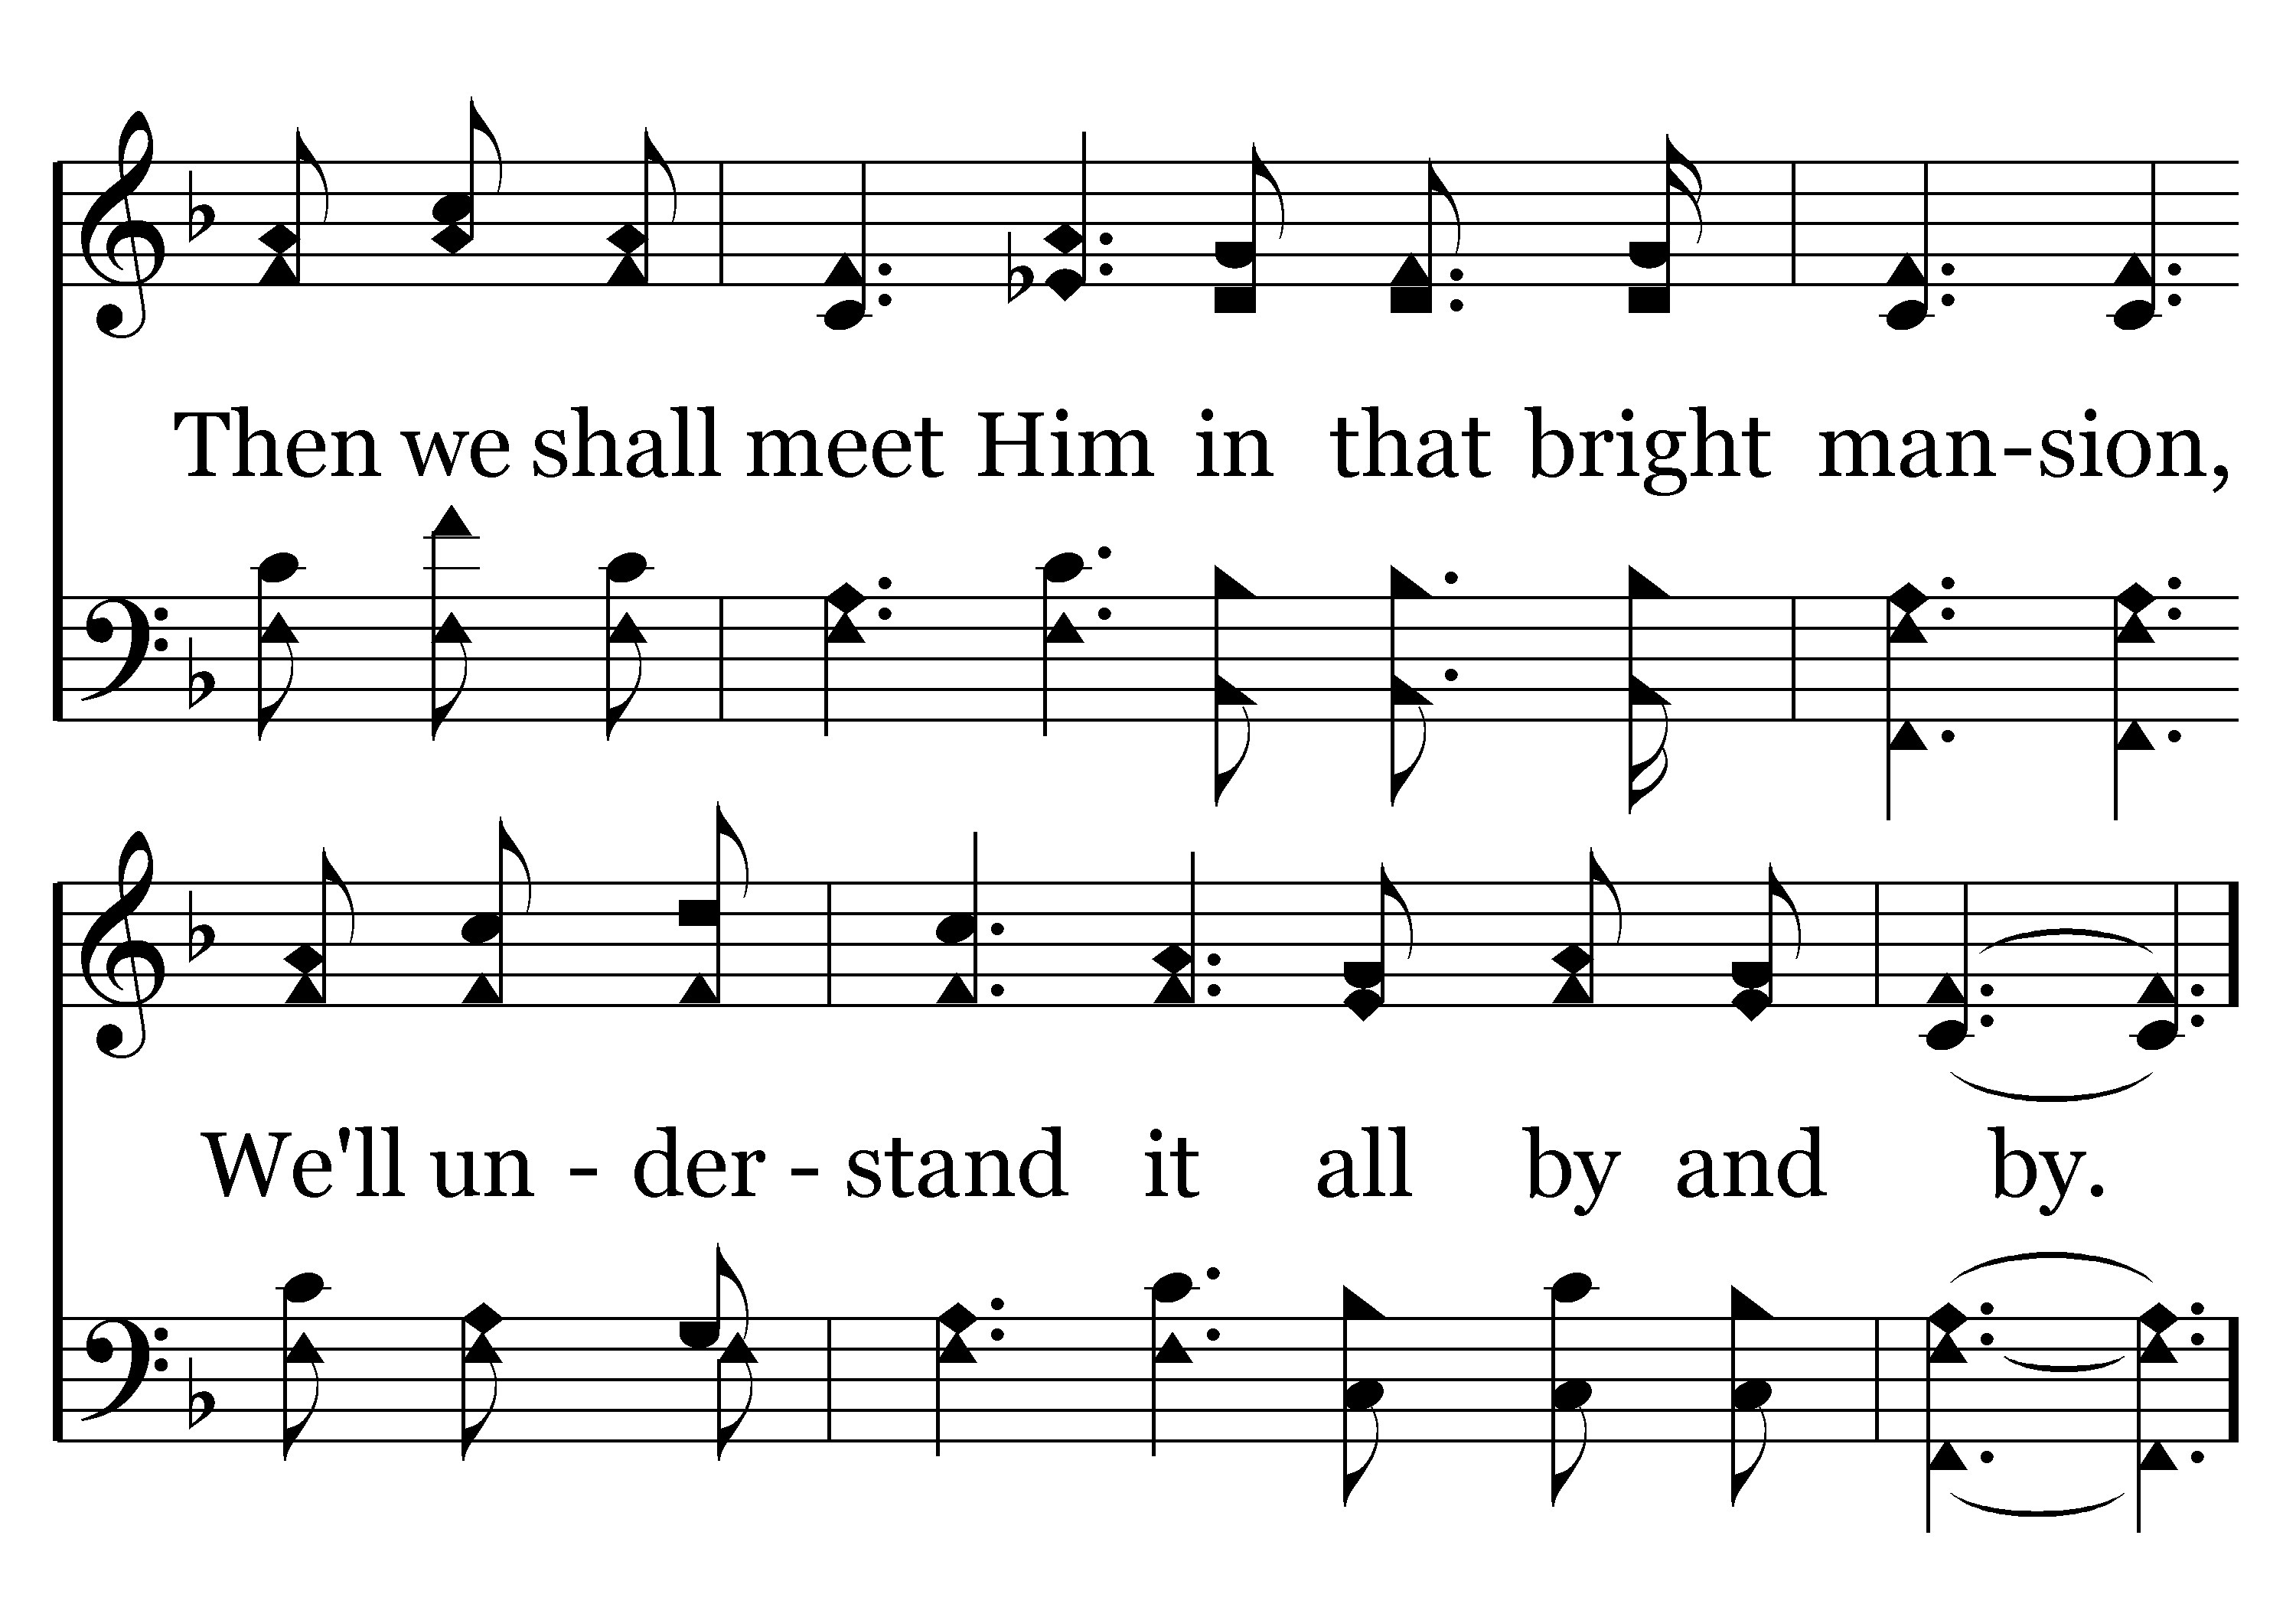 Then we shall meet Him in that bright man-sion,
We'll un - der - stand it all by and by.